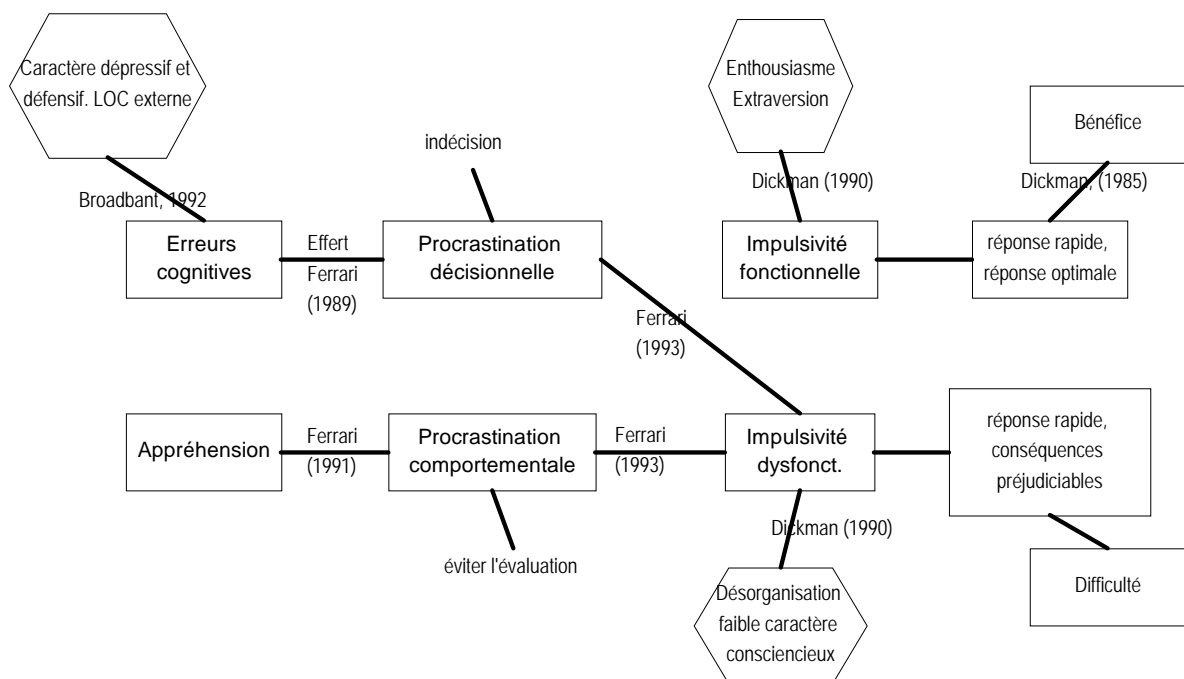 Caractère dépressif et
défensif. LOC externe
Enthousiasme
Extraversion
Bénéfice
indécision
Broadbant, 1992
Dickman (1990)
Dickman, (1985)
Erreurs
cognitives
Effert
Ferrari
(1989)
Procrastination
décisionnelle
Impulsivité
fonctionnelle
réponse rapide,
réponse optimale
Ferrari
(1993)
Appréhension
Ferrari
(1991)
Procrastination
comportementale
Ferrari
(1993)
Impulsivité
dysfonct.
réponse rapide,
conséquences
préjudiciables
Dickman (1990)
éviter l'évaluation
Désorganisation
faible caractère
consciencieux
Difficulté